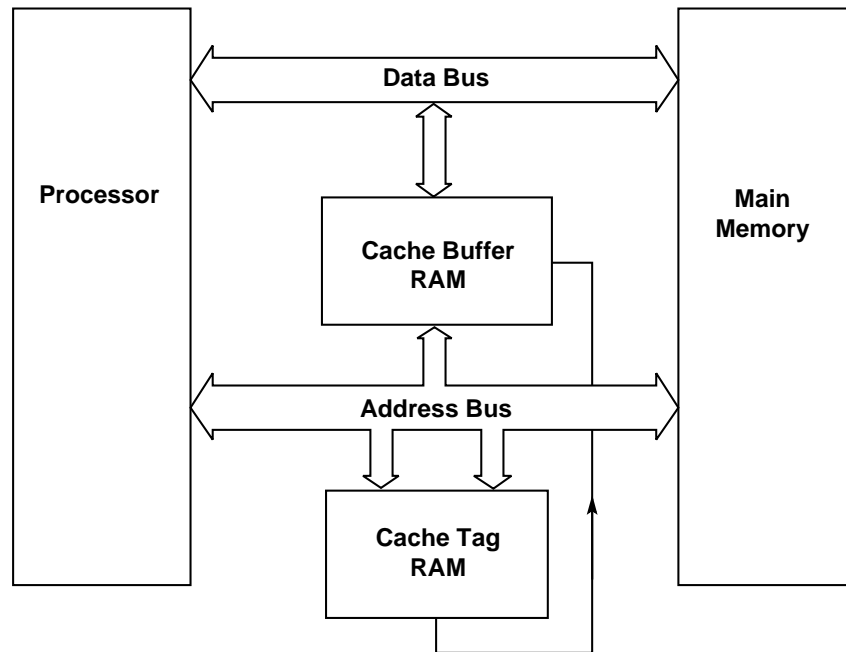 Data Bus
Processor
Main
Memory
Cache Buffer
RAM
Address Bus
Cache Tag
RAM